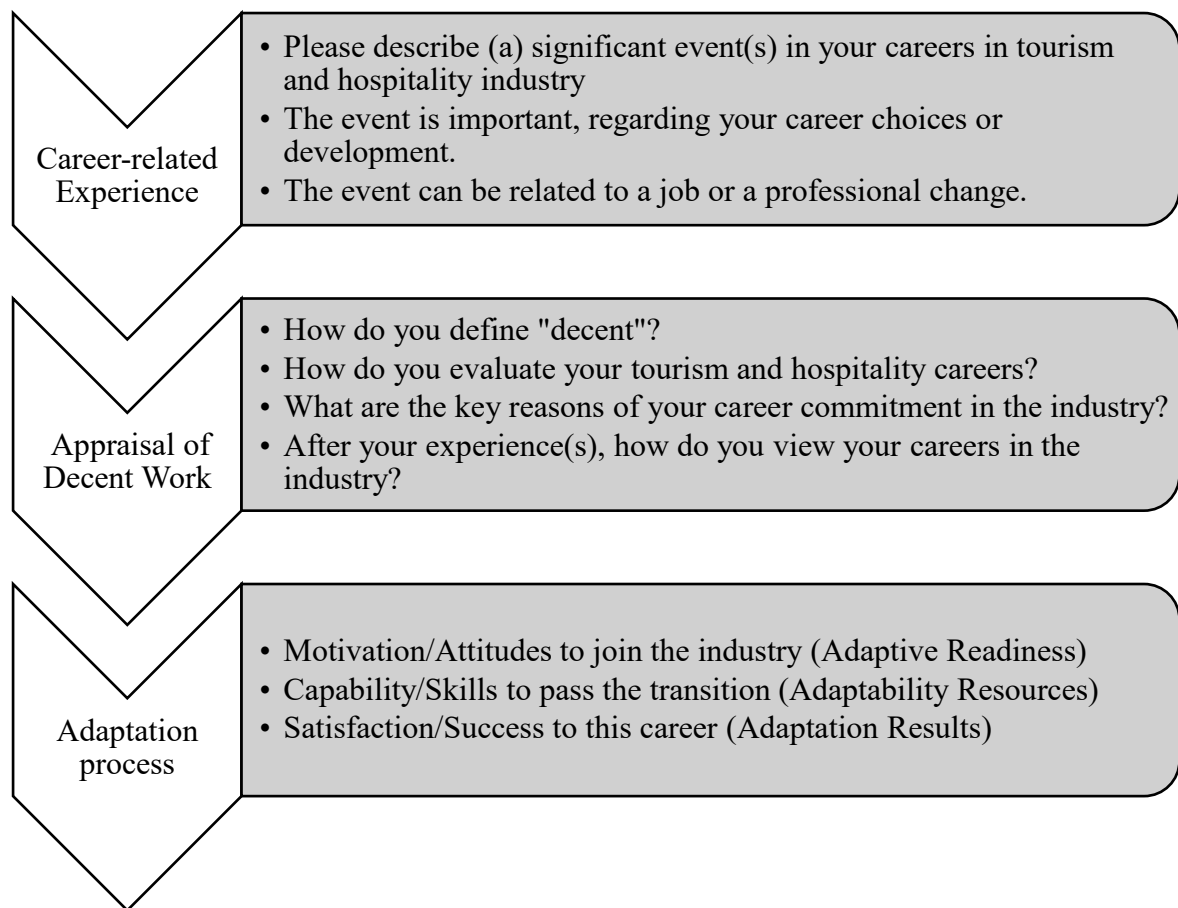 Career-related
Experience
• Please describe (a) significant event(s) in your careers in tourism
and hospitality industry
• The event is important, regarding your career choices or
development.
• The event can be related to a job or a professional change.
Appraisal of
Decent Work
• How do you define "decent"?
• How do you evaluate your tourism and hospitality careers?
• What are the key reasons of your career commitment in the industry?
• After your experience(s), how do you view your careers in the
industry?
Adaptation
process
• Motivation/Attitudes to join the industry (Adaptive Readiness)
• Capability/Skills to pass the transition (Adaptability Resources)
• Satisfaction/Success to this career (Adaptation Results)